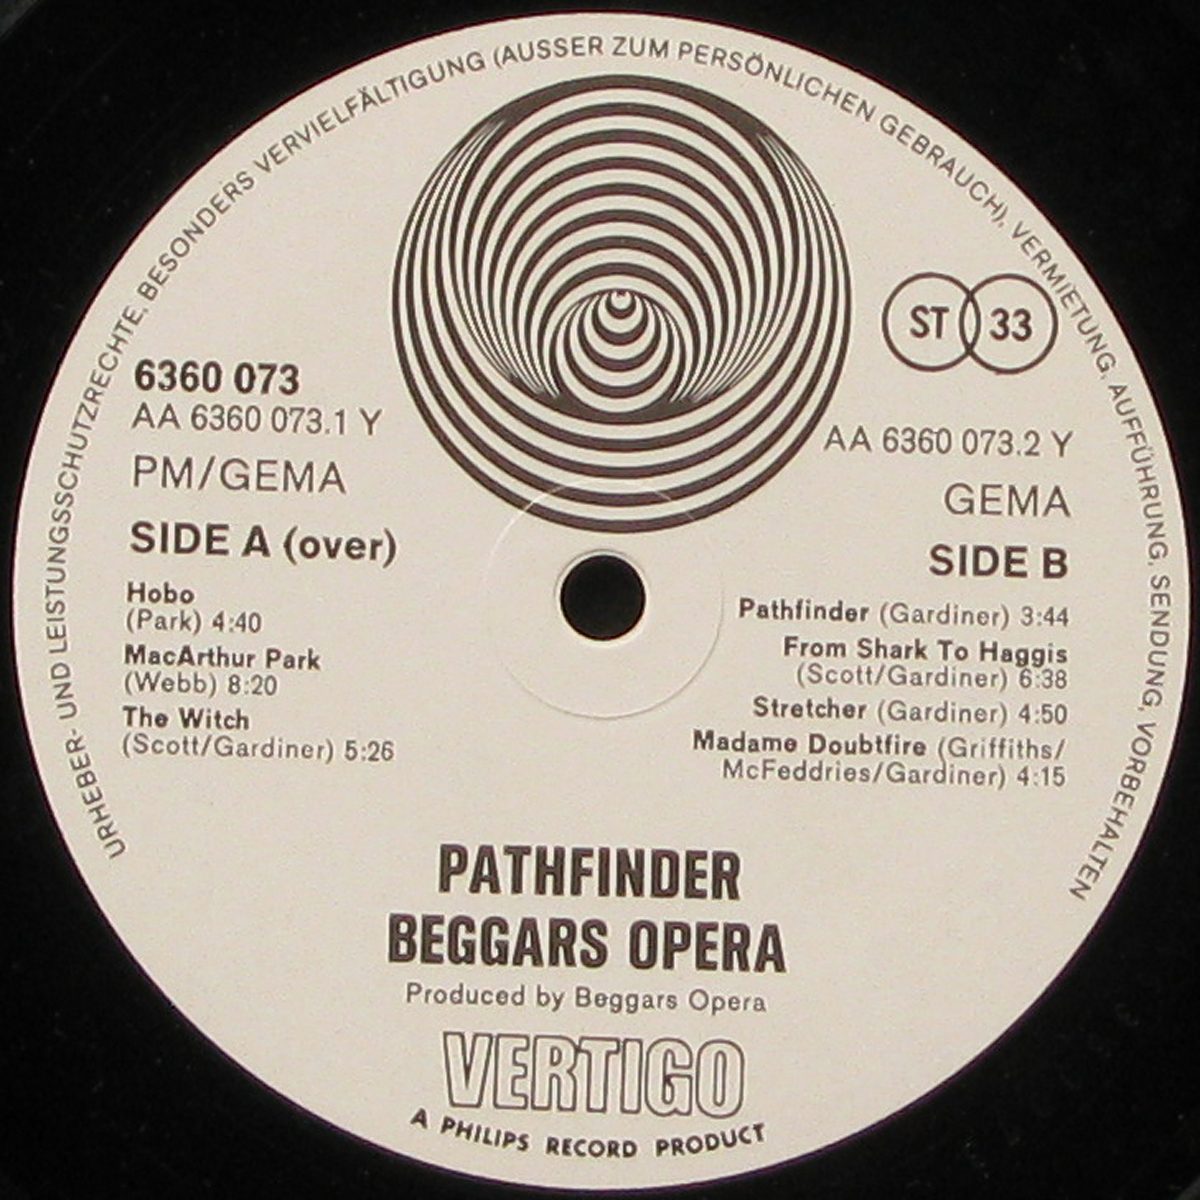 URHEBER- UND LEISTUNGSSCHUTZRECHTE, BESONDERS VERVIELFÄLTIGUNG (AUSSER ZUM PERSÖNLICHEN GEBRAUCH), VERMIETUNG, AUFFÜHRUNG, SENDUNG, VORBEHALTEN
ST 33
6360 073
AA 6360 073.1 Y
PM/GEMA
SIDE A (over)
Hobo
(Park) 4:40
MacArthur Park
(Webb) 8:20
The Witch
(Scott/Gardiner) 5:26
AA 6360 073.2 Y
GEMA
SIDE B
Pathfinder (Gardiner) 3:44
From Shark To Haggis
(Scott/Gardiner) 6:38
Stretcher (Gardiner) 4:50
Madame Doubtfire (Griffiths/
McFeddries/Gardiner) 4:15
PATHFINDER
BEGGARS OPERA
Produced by Beggars Opera
VERTIGO
A PHILIPS RECORD PRODUCT